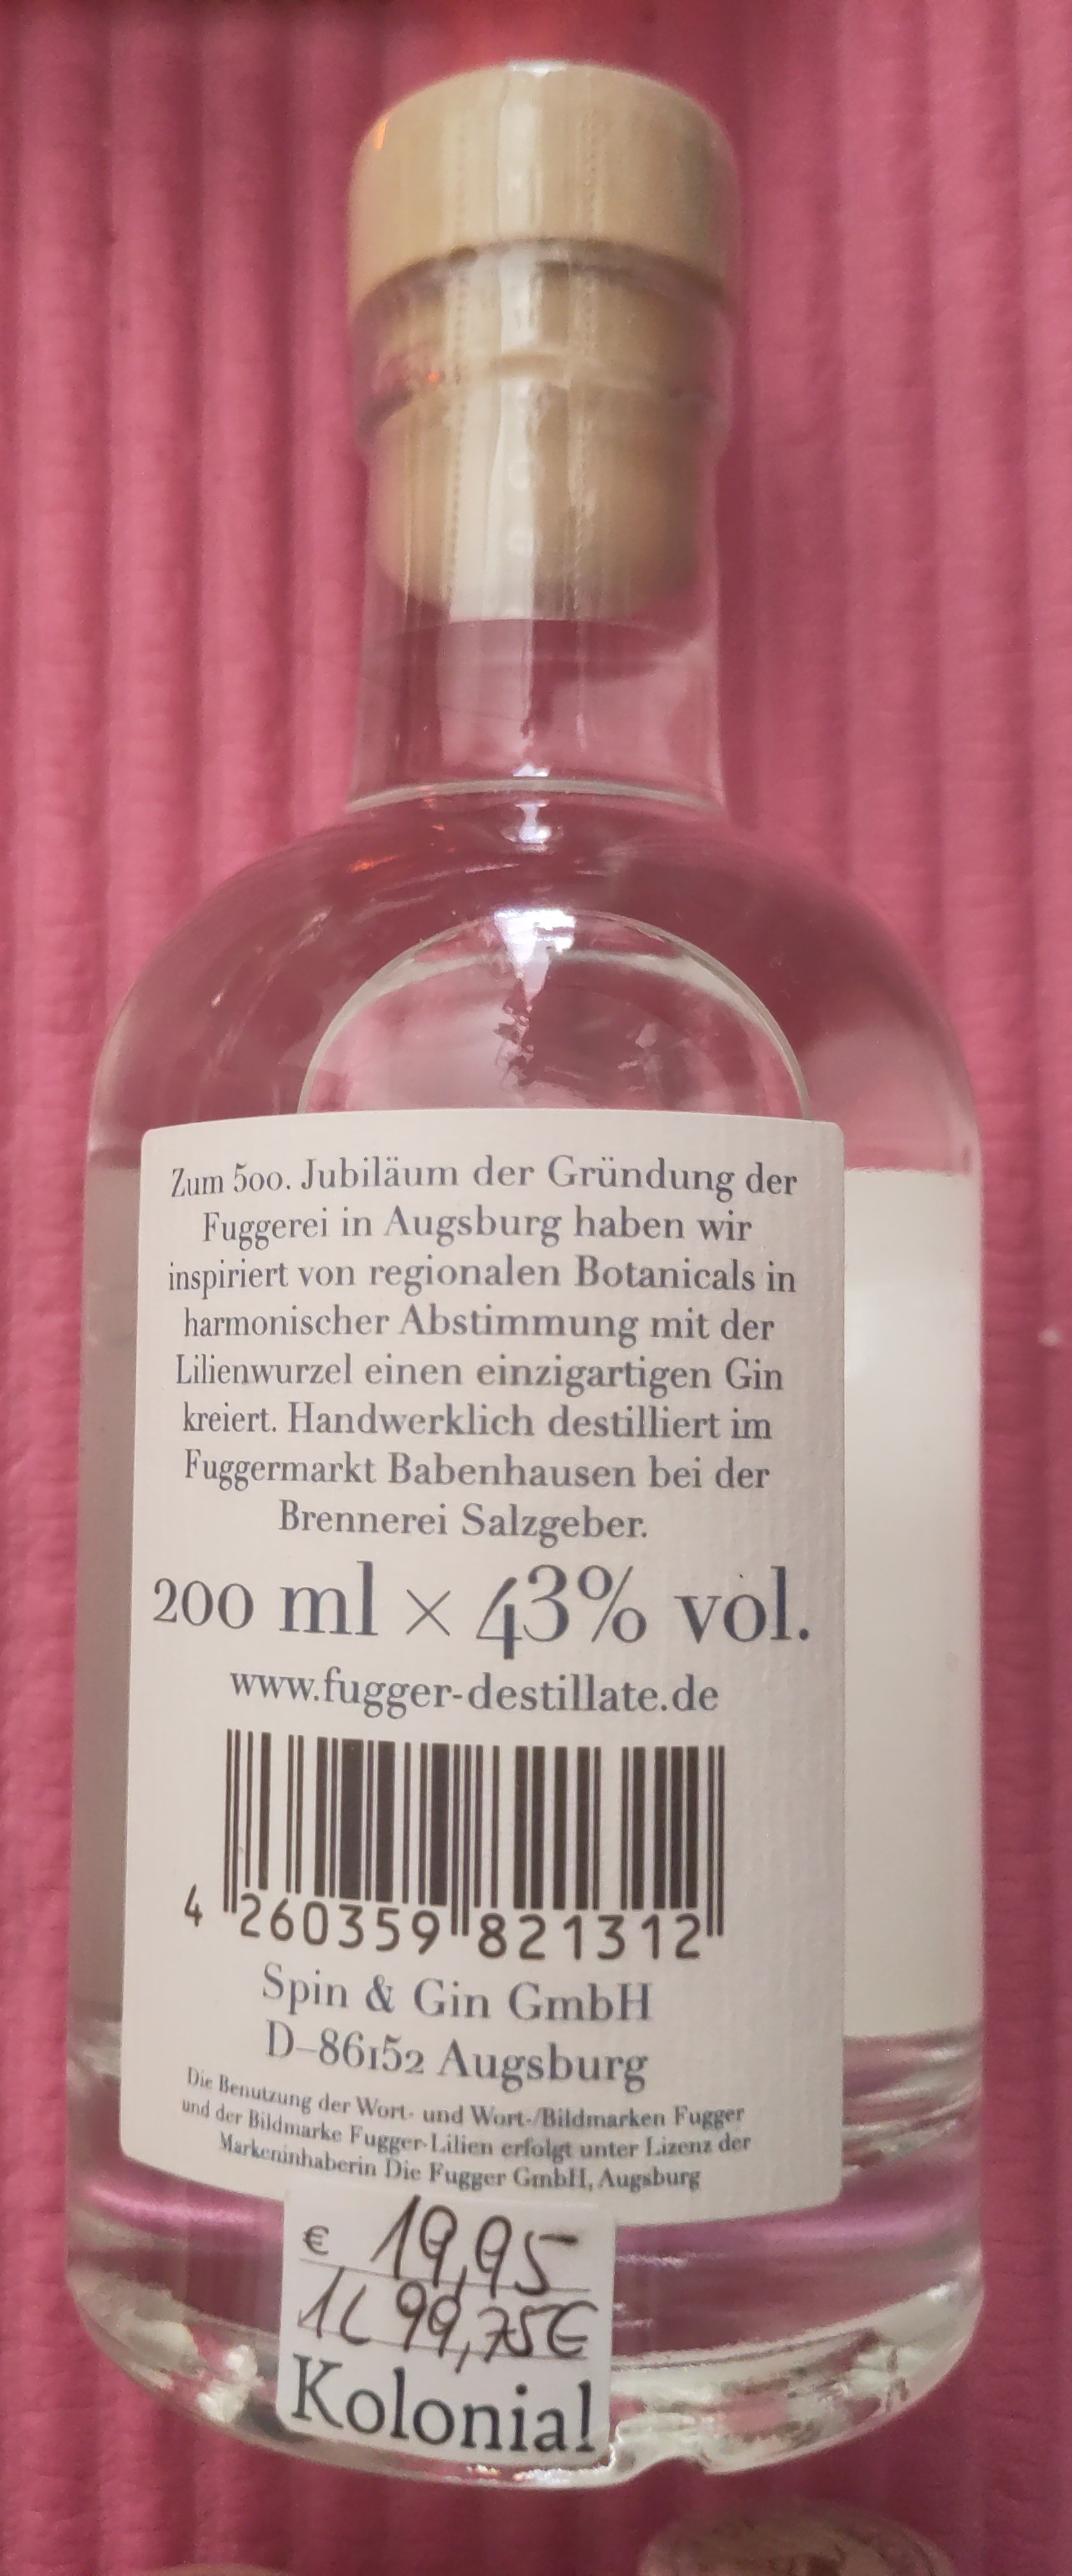 Zum 500. Jubiläum der Gründung der
Fuggerei in Augsburg haben wir
inspiriert von regionalen Botanicals in
harmonischer Abstimmung mit der
Lilienwurzel einen einzigartigen Gin
kreiert. Handwerklich destilliert im
Fuggermarkt Babenhausen bei der
Brennerei Salzgeber.
200 ml × 43% vol.
www.fugger-destillate.de
4 260359 821312
Spin & Gin GmbH
D–86152 Augsburg
Die Benutzung der Wort- und Wort-/Bildmarken Fugger
und der Bildmarke Fugger-Lilien erfolgt unter Lizenz der
Markeninhaberin Die Fugger GmbH, Augsburg
€ 19,95
1L 99,75€
Kolonial